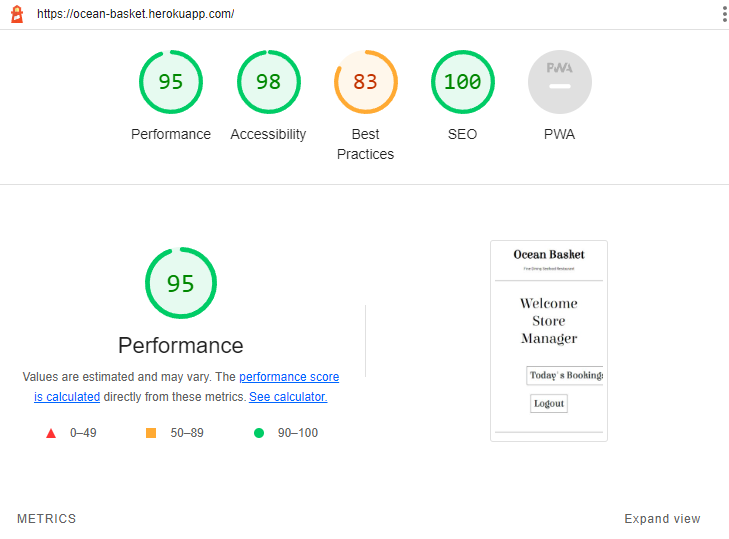 https://ocean-basket.herokuapp.com/
95 98 83 100 PWA
Performance Accessibility Best Practices SEO PWA
95
Performance
Values are estimated and may vary. The performance score
is calculated directly from these metrics. See calculator.
0–49 50–89 90–100
Ocean Basket
Fine Dining Seafood Restaurant
Welcome
Store
Manager
Today's Bookings
Logout
METRICS
Expand view